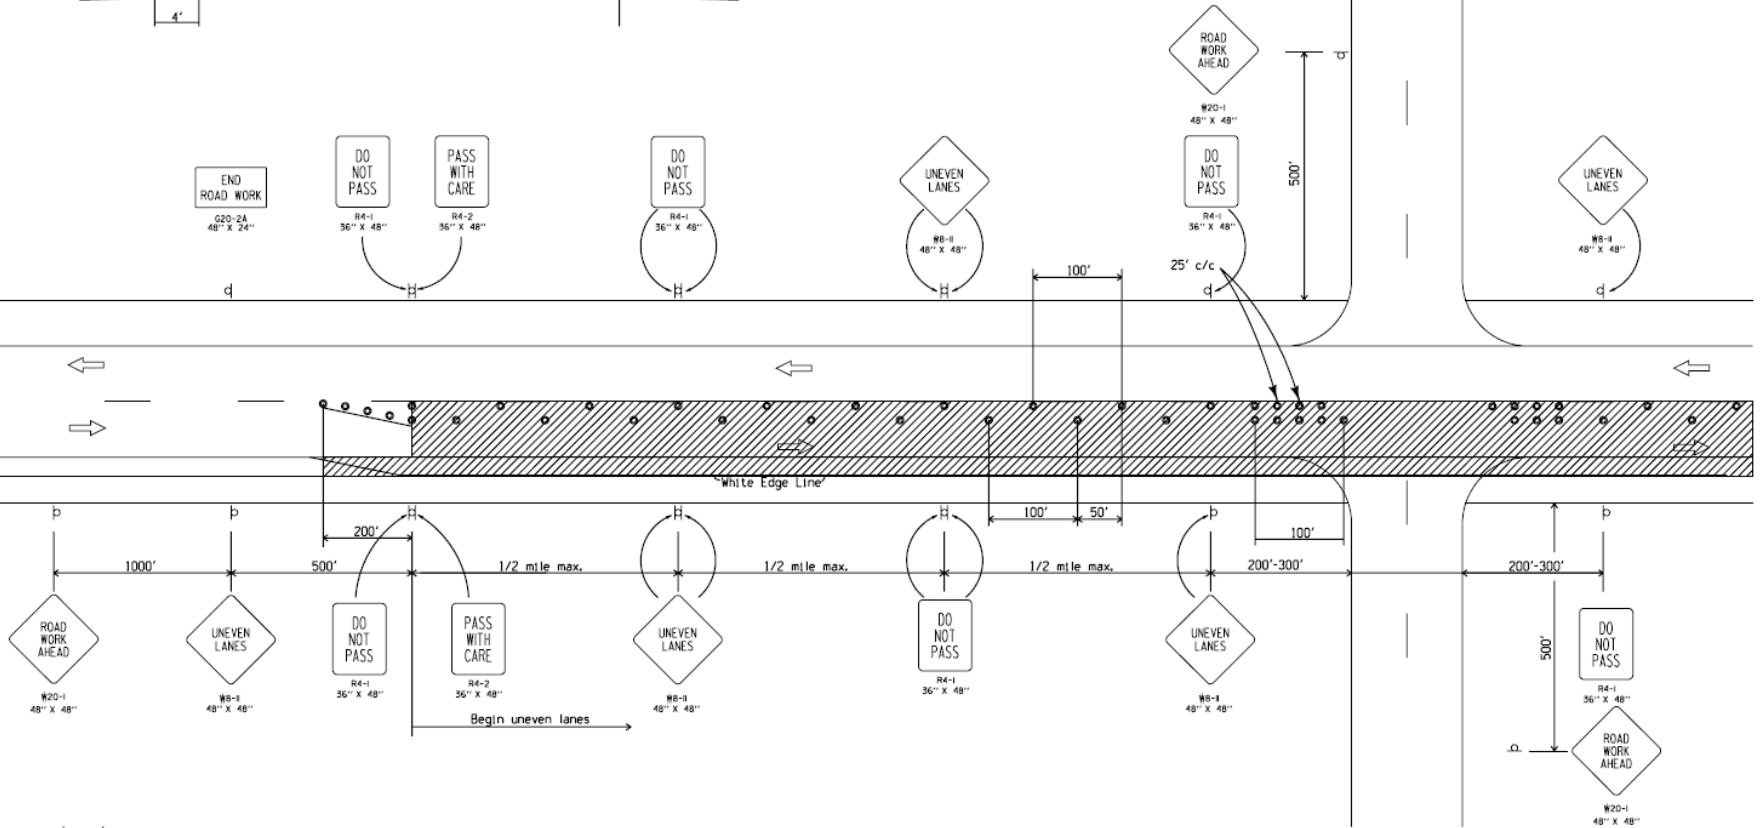 4'
ROAD
WORK
AHEAD
W20-1
48'' X 48''
END
ROAD WORK
G20-2A
48'' X 24''
DO
NOT
PASS
R4-1
36'' X 48''
PASS
WITH
CARE
R4-2
36'' X 48''
DO
NOT
PASS
R4-1
36'' X 48''
UNEVEN
LANES
W8-11
48'' X 48''
DO
NOT
PASS
R4-1
36'' X 48''
500'
UNEVEN
LANES
W8-11
48'' X 48''
100'
25' c/c
White Edge Line
200'
100'
50'
100'
1000'
500'
1/2 mile max.
1/2 mile max.
1/2 mile max.
200'-300'
200'-300'
500'
ROAD
WORK
AHEAD
W20-1
48'' X 48''
UNEVEN
LANES
W8-11
48'' X 48''
DO
NOT
PASS
R4-1
36'' X 48''
PASS
WITH
CARE
R4-2
36'' X 48''
UNEVEN
LANES
W8-11
48'' X 48''
DO
NOT
PASS
R4-1
36'' X 48''
UNEVEN
LANES
W8-11
48'' X 48''
DO
NOT
PASS
R4-1
36'' X 48''
Begin uneven lanes
ROAD
WORK
AHEAD
W20-1
48'' X 48''